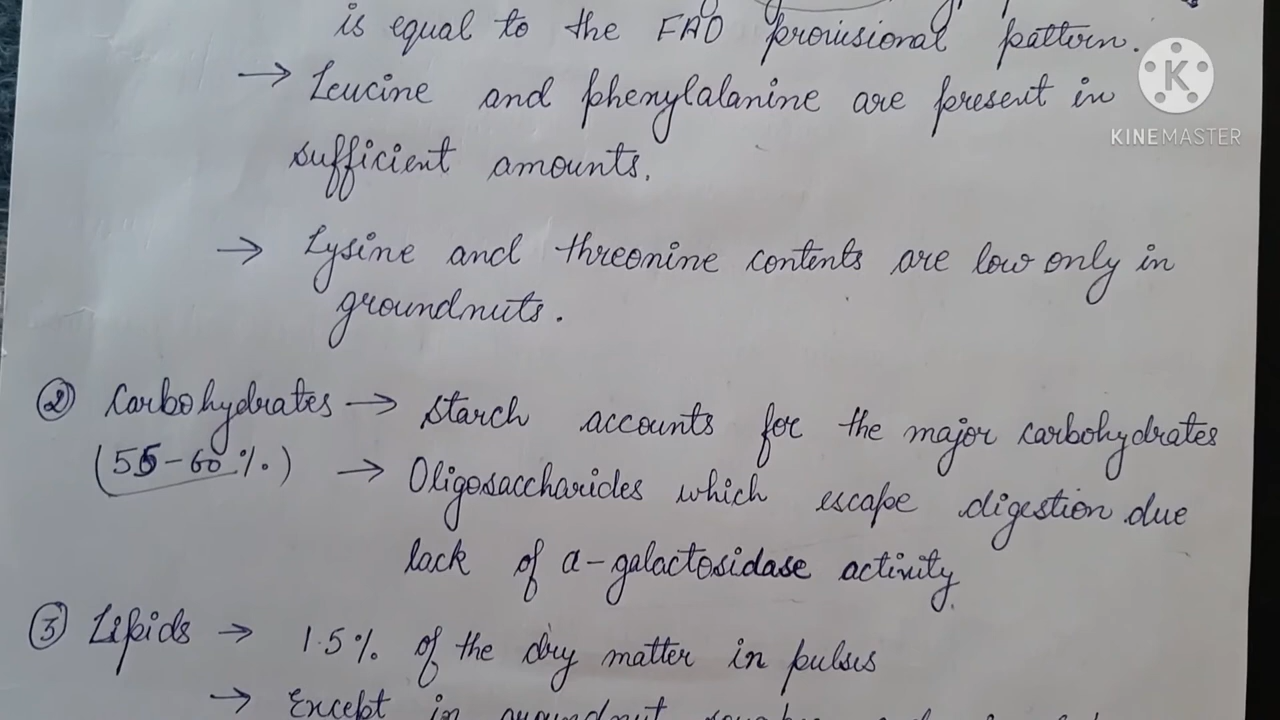 is equal to the FAO provisional pattern.
→ Leucine and phenylalanine are present in
sufficient amounts.
→ Lysine and threonine contents are low only in
groundnuts.
② Carbohydrates → Starch accounts for the major carbohydrates
(55-60%) → Oligosaccharides which escape digestion due
lack of α-galactosidase activity.
③ Lipids → 1.5% of the dry matter in pulses
→ Except in groundnut
K
KINEMASTER